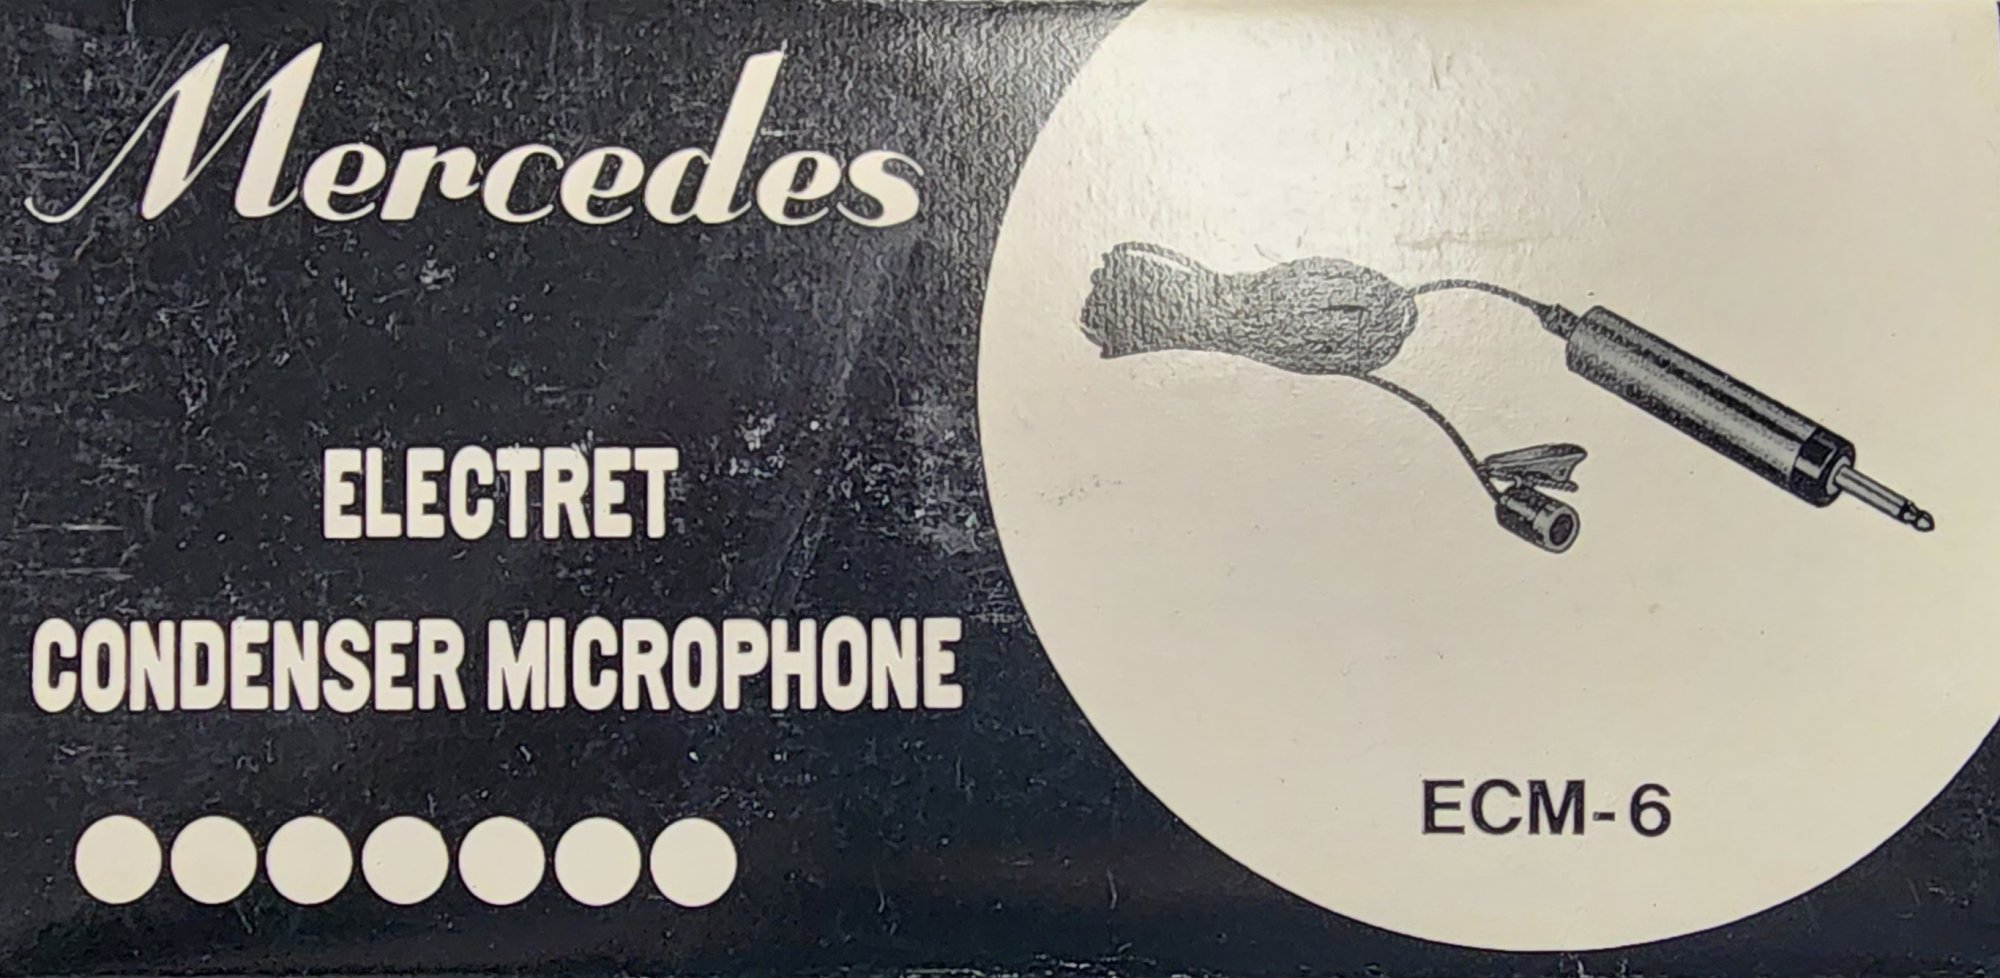 Mercedes
ELECTRET
CONDENSER MICROPHONE
ECM-6